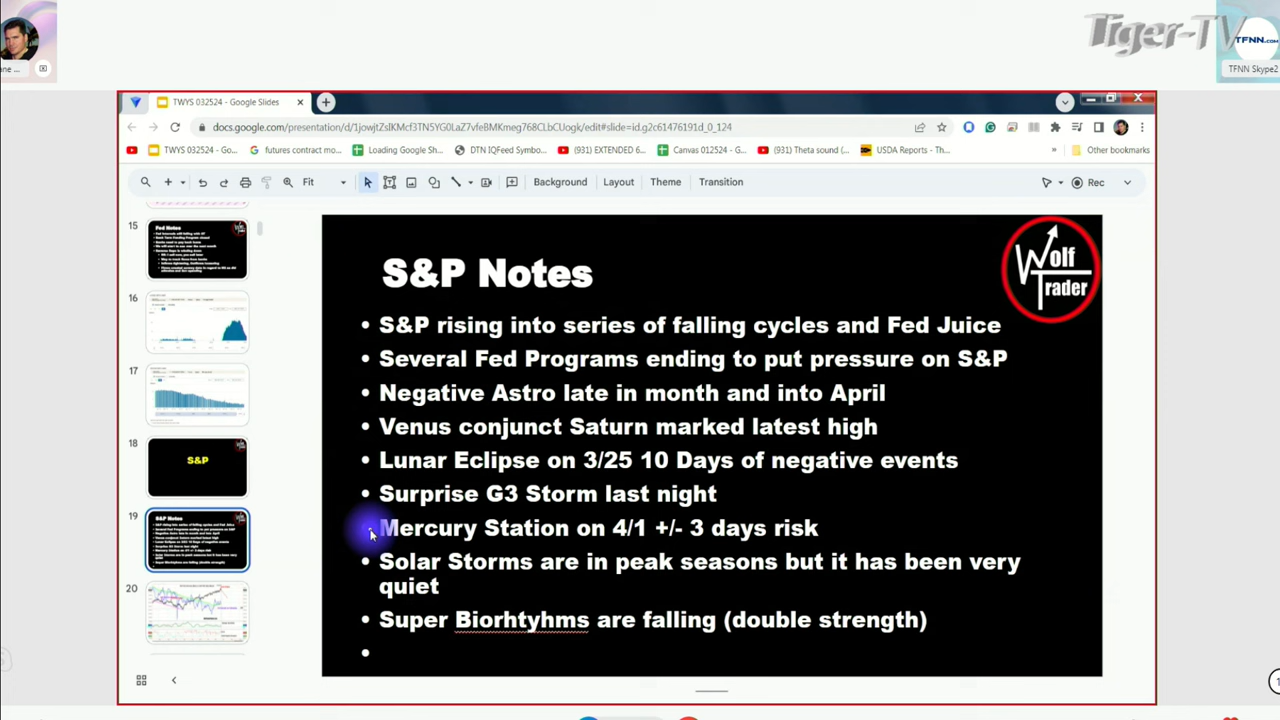 Tiger-TV
TFNN.com
ane ...
TFNN Skype2
TWYS 032524 - Google Slides
docs.google.com/presentation/d/1jowjtZslKMcf3TN5YG0LaZ7vfeBMKmeg768CLbCUogk/edit#slide=id.g2c61476191d_0_124
TWYS 032524 - Go...
futures contract mo...
Loading Google Sh...
DTN IQFeed Symbo...
(931) EXTENDED 6...
Canvas 012524 - G...
(931) Theta sound (...
USDA Reports - Th...
»
Other bookmarks
Fit
Background
Layout
Theme
Transition
Rec
15
Fed Notes
16
17
18
S&P
19
S&P Notes
20
Wolf
Trader
S&P Notes
• S&P rising into series of falling cycles and Fed Juice
• Several Fed Programs ending to put pressure on S&P
• Negative Astro late in month and into April
• Venus conjunct Saturn marked latest high
• Lunar Eclipse on 3/25 10 Days of negative events
• Surprise G3 Storm last night
• Mercury Station on 4/1 +/- 3 days risk
• Solar Storms are in peak seasons but it has been very
quiet
• Super Biorhtyhms are falling (double strength)
•